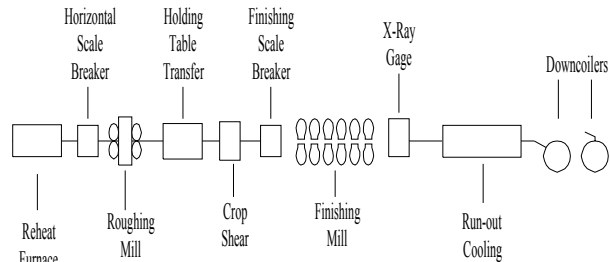 Horizontal
Scale
Breaker
Holding
Table
Transfer
Finishing
Scale
Breaker
X-Ray
Gage
Downcoilers
Reheat
Furnace
Roughing
Mill
Crop
Shear
Finishing
Mill
Run-out
Cooling